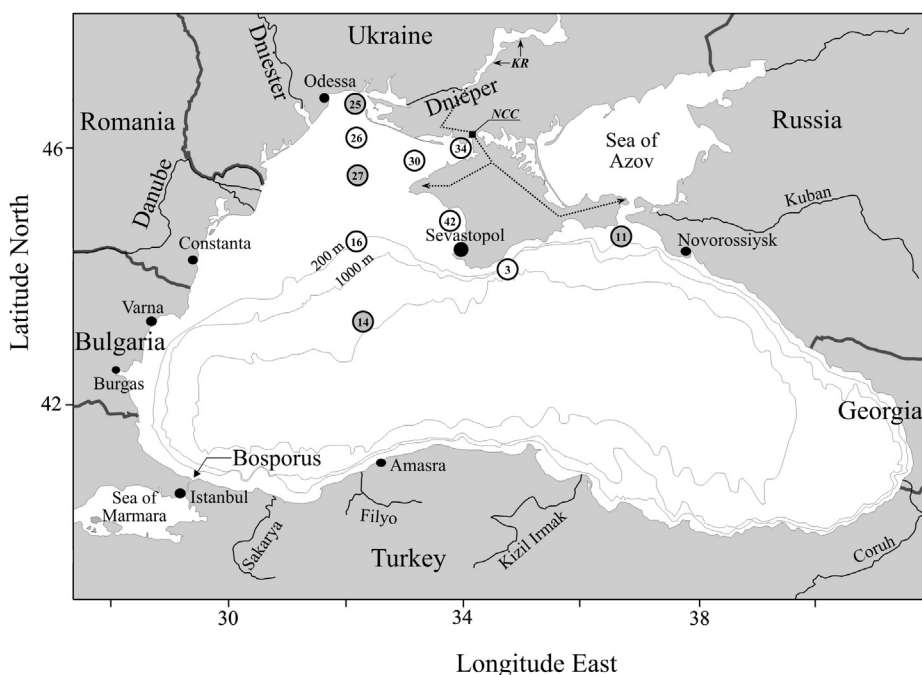 Ukraine
Dniester
Odessa
KR
Dnieper
NCC
25
26
34
30
27
42
16
3
11
14
Romania
Russia
Sea of
Azov
Danube
Kuban
Constanta
Sevastopol
Novorossiysk
200 m
1000 m
Varna
Bulgaria
Burgas
Georgia
Bosporus
Amasra
Sea of
Marmara
Istanbul
Filyo
Sakarya
Kizil Irmak
Turkey
Coruh
46
42
Latitude North
30
34
38
Longitude East